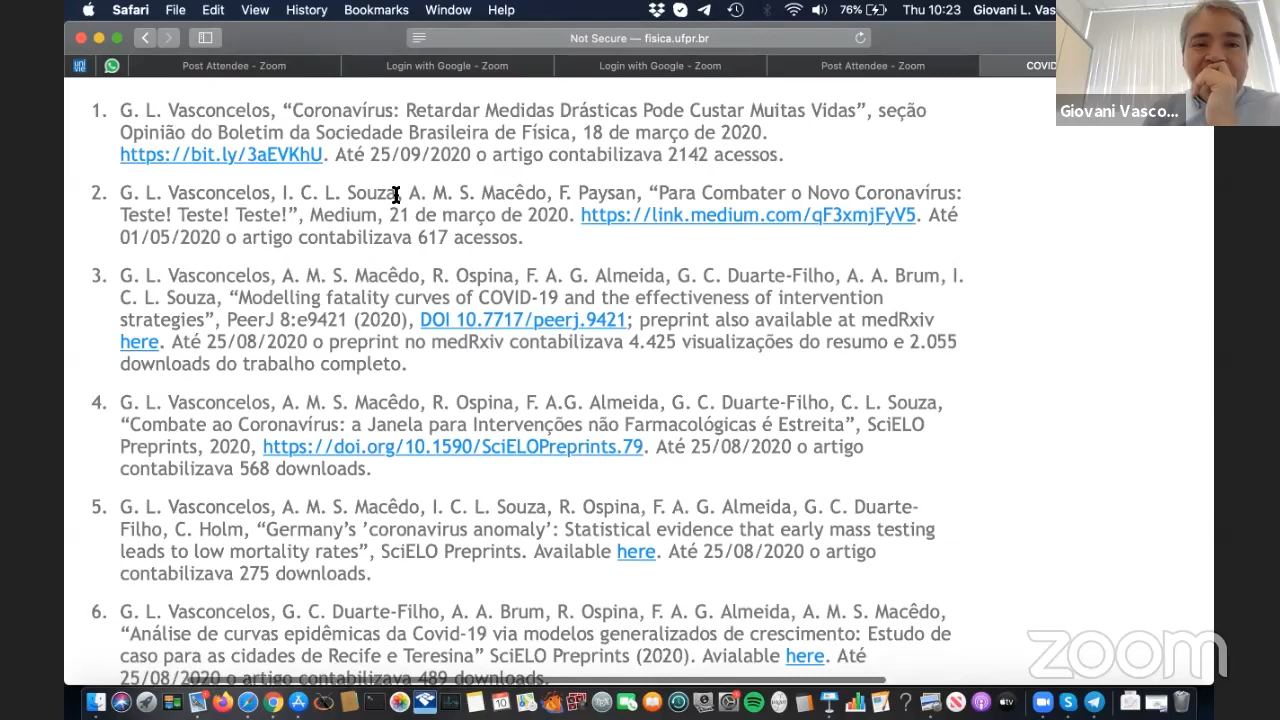 Safari File Edit View History Bookmarks Window Help 76% Thu 10:23 Giovani L. Vas
Not Secure — fisica.ufpr.br
Post Attendee - Zoom Login with Google - Zoom Login with Google - Zoom Post Attendee - Zoom COVID
Giovani Vasco...
1. G. L. Vasconcelos, “Coronavírus: Retardar Medidas Drásticas Pode Custar Muitas Vidas”, seção
Opinião do Boletim da Sociedade Brasileira de Física, 18 de março de 2020.
https://bit.ly/3aEVKhU. Até 25/09/2020 o artigo contabilizava 2142 acessos.
2. G. L. Vasconcelos, I. C. L. Souza, A. M. S. Macêdo, F. Paysan, “Para Combater o Novo Coronavírus:
Teste! Teste! Teste!”, Medium, 21 de março de 2020. https://link.medium.com/qF3xmjFyV5. Até
01/05/2020 o artigo contabilizava 617 acessos.
3. G. L. Vasconcelos, A. M. S. Macêdo, R. Ospina, F. A. G. Almeida, G. C. Duarte-Filho, A. A. Brum, I.
C. L. Souza, “Modelling fatality curves of COVID-19 and the effectiveness of intervention
strategies”, PeerJ 8:e9421 (2020), DOI 10.7717/peerj.9421; preprint also available at medRxiv
here. Até 25/08/2020 o preprint no medRxiv contabilizava 4.425 visualizações do resumo e 2.055
downloads do trabalho completo.
4. G. L. Vasconcelos, A. M. S. Macêdo, R. Ospina, F. A.G. Almeida, G. C. Duarte-Filho, C. L. Souza,
“Combate ao Coronavírus: a Janela para Intervenções não Farmacológicas é Estreita”, SciELO
Preprints, 2020, https://doi.org/10.1590/SciELOPreprints.79. Até 25/08/2020 o artigo
contabilizava 568 downloads.
5. G. L. Vasconcelos, A. M. S. Macêdo, I. C. L. Souza, R. Ospina, F. A. G. Almeida, G. C. Duarte-
Filho, C. Holm, “Germany’s ’coronavirus anomaly’: Statistical evidence that early mass testing
leads to low mortality rates”, SciELO Preprints. Available here. Até 25/08/2020 o artigo
contabilizava 275 downloads.
6. G. L. Vasconcelos, G. C. Duarte-Filho, A. A. Brum, R. Ospina, F. A. G. Almeida, A. M. S. Macêdo,
“Análise de curvas epidêmicas da Covid-19 via modelos generalizados de crescimento: Estudo de
caso para as cidades de Recife e Teresina” SciELO Preprints (2020). Avialable here. Até
25/08/2020 o artigo contabilizava 489 downloads.
zoom